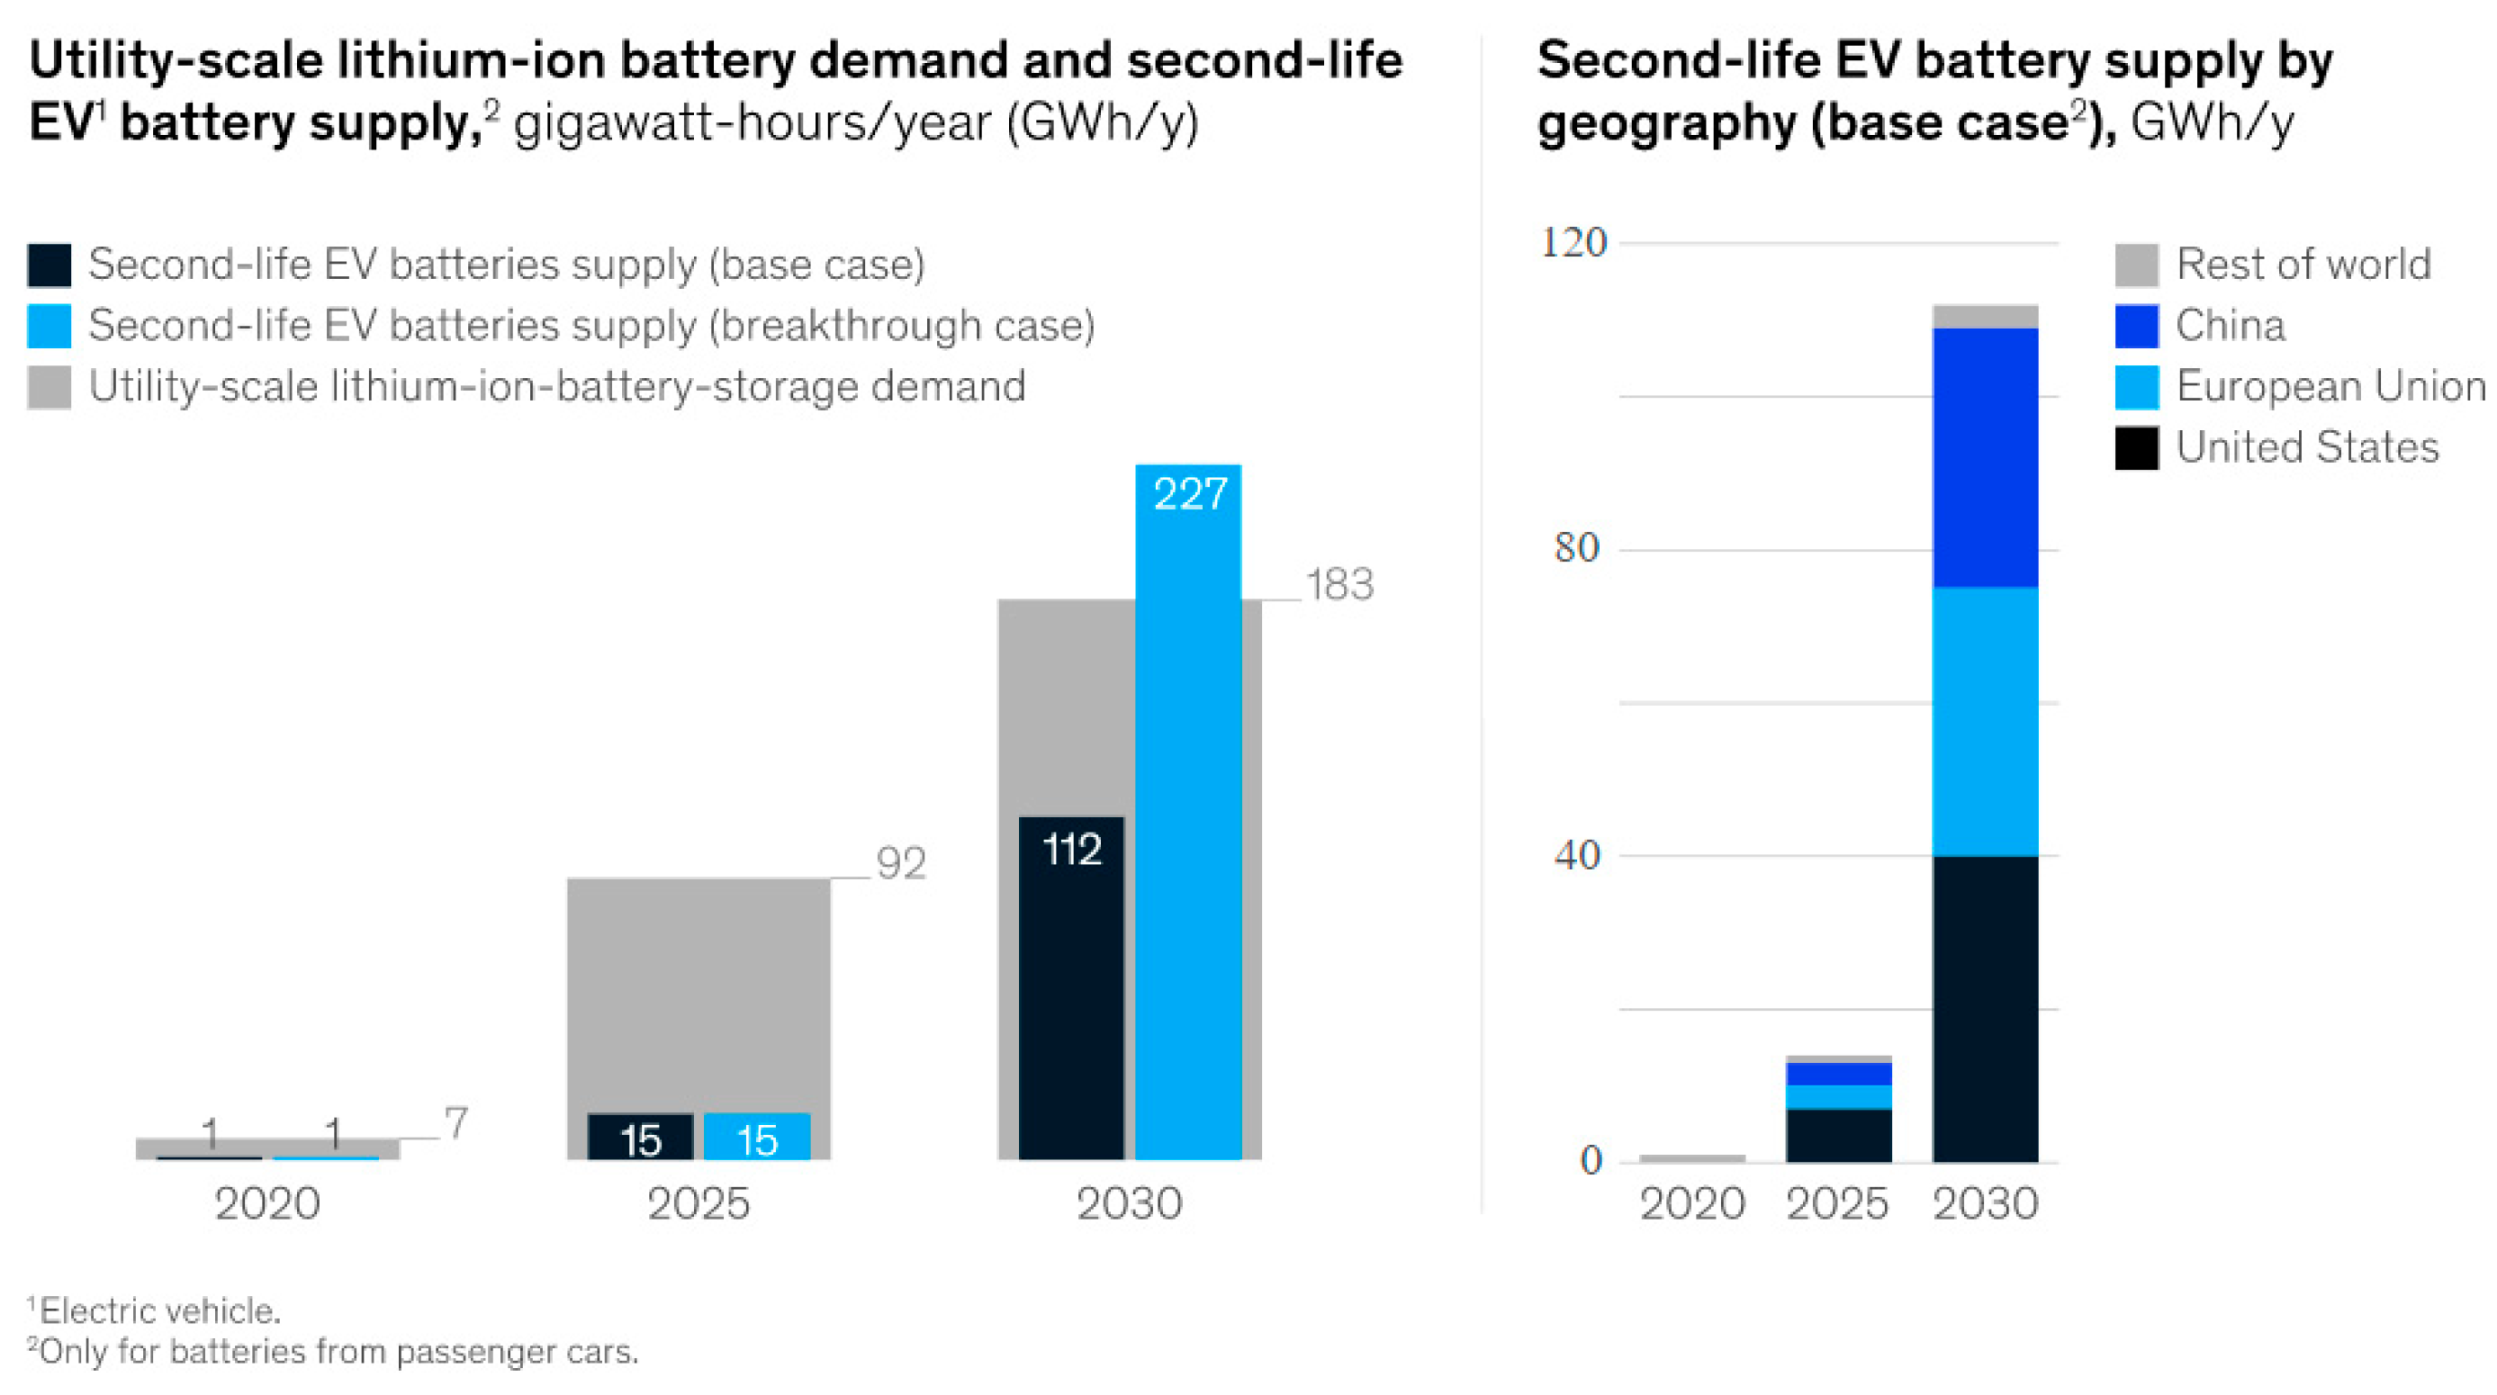 Utility-scale lithium-ion battery demand and second-life
EV¹ battery supply,² gigawatt-hours/year (GWh/y)
Second-life EV batteries supply (base case)
Second-life EV batteries supply (breakthrough case)
Utility-scale lithium-ion-battery-storage demand
227
183
112
92
15
15
7
1
1
2020
2025
2030
Second-life EV battery supply by
geography (base case²), GWh/y
120
80
40
0
Rest of world
China
European Union
United States
2020
2025
2030
¹Electric vehicle.
²Only for batteries from passenger cars.